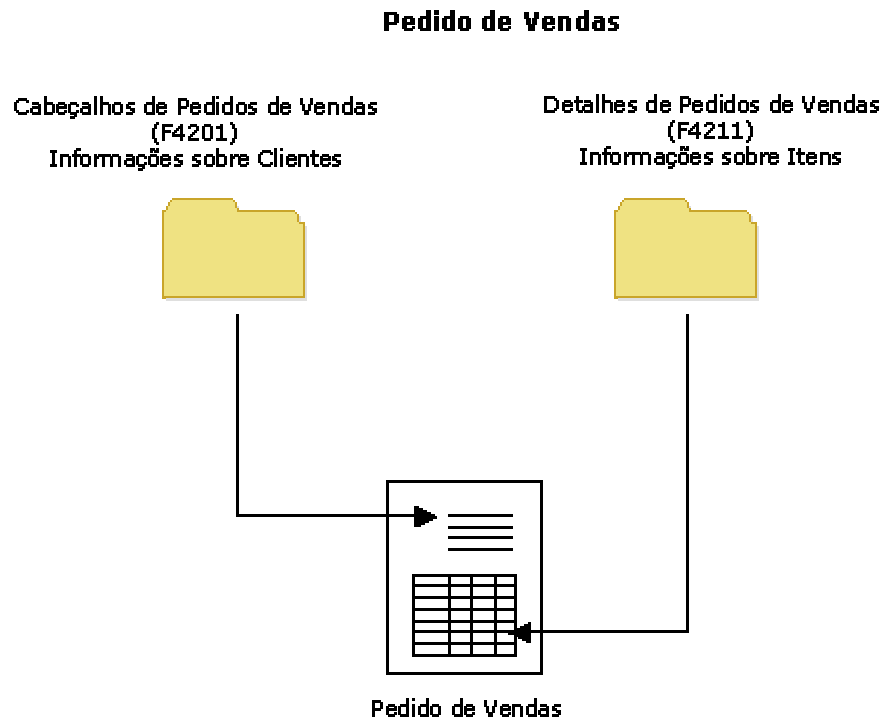 Pedido de Vendas
Cabeçalhos de Pedidos de Vendas
(F4201)
Informações sobre Clientes
Detalhes de Pedidos de Vendas
(F4211)
Informações sobre Itens
Pedido de Vendas